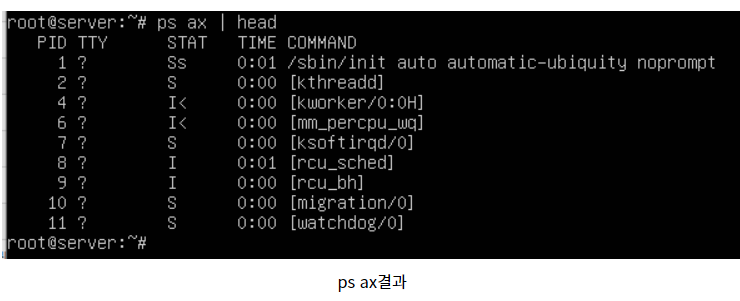 root@server:~# ps ax | head
PID TTY STAT TIME COMMAND
1 ? Ss 0:01 /sbin/init auto automatic-ubiquity noprompt
2 ? S 0:00 [kthreadd]
4 ? I< 0:00 [kworker/0:0H]
6 ? I< 0:00 [mm_percpu_wq]
7 ? S 0:00 [ksoftirqd/0]
8 ? I 0:01 [rcu_sched]
9 ? I 0:00 [rcu_bh]
10 ? S 0:00 [migration/0]
11 ? S 0:00 [watchdog/0]
root@server:~#
ps ax결과